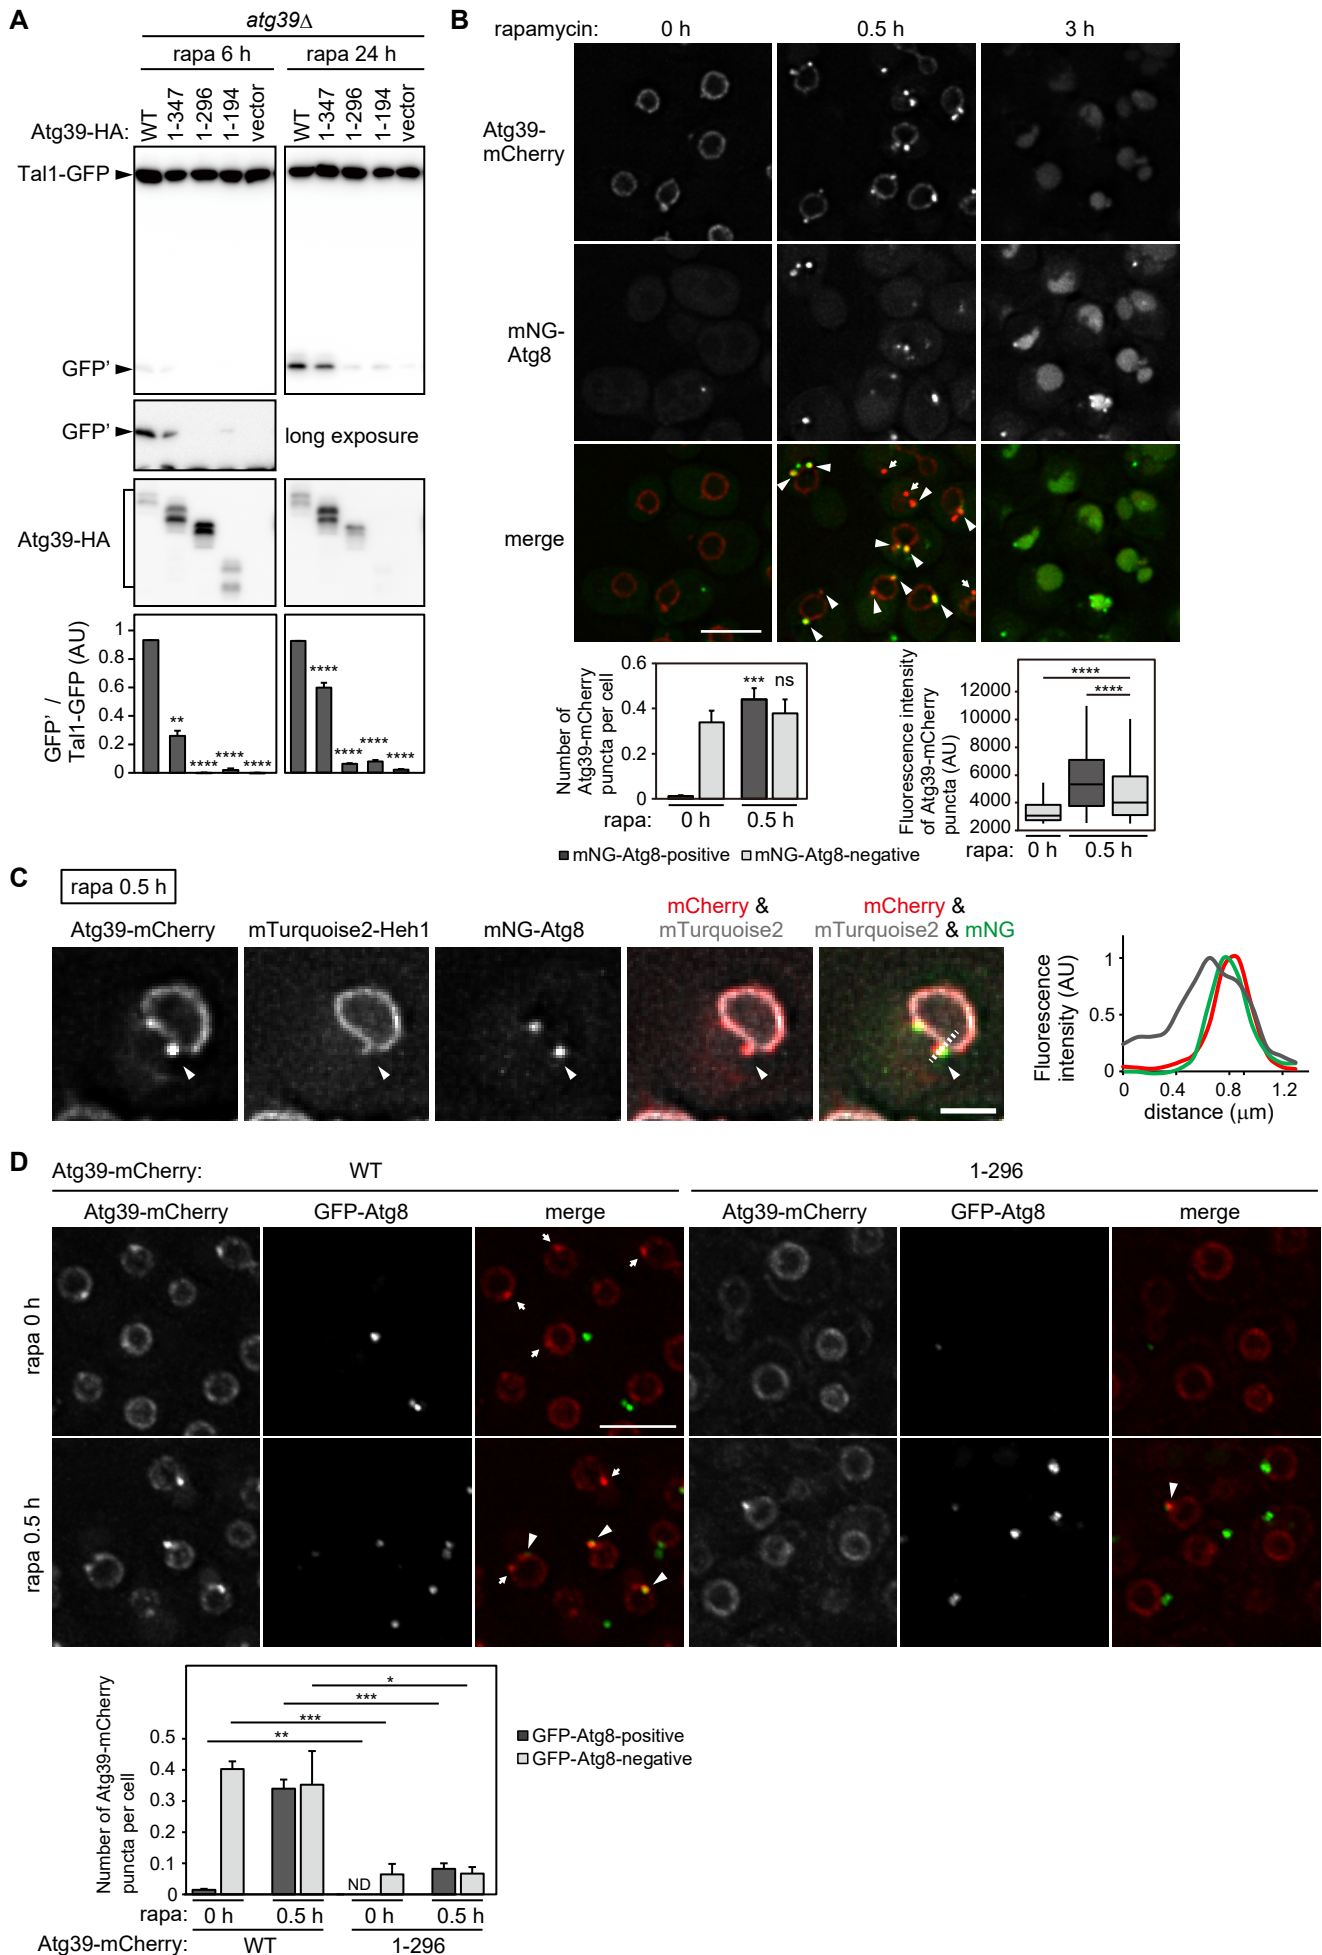 A
atg39Δ
rapa 6 h
rapa 24 h
Atg39-HA:
WT
1-347
1-296
1-194
vector
WT
1-347
1-296
1-194
vector
Tal1-GFP
GFP’
GFP’
long exposure
Atg39-HA
GFP’ /
Tal1-GFP (AU)
1
0.8
0.6
0.4
0.2
0
**
****
****
****
****
****
****
****
B
rapamycin:
0 h
0.5 h
3 h
Atg39-
mCherry
mNG-
Atg8
merge
Number of
Atg39-mCherry
puncta per cell
0.6
0.4
0.2
0
***
ns
rapa:
0 h
0.5 h
mNG-Atg8-positive
mNG-Atg8-negative
Fluorescence intensity
of Atg39-mCherry
puncta (AU)
12000
10000
8000
6000
4000
2000
****
****
rapa:
0 h
0.5 h
C
rapa 0.5 h
Atg39-mCherry
mTurquoise2-Heh1
mNG-Atg8
mCherry &
mTurquoise2
mCherry &
mTurquoise2 & mNG
Fluorescence
intensity (AU)
1
0.5
0
0
0.4
0.8
1.2
distance (μm)
D
Atg39-mCherry:
WT
1-296
Atg39-mCherry
GFP-Atg8
merge
Atg39-mCherry
GFP-Atg8
merge
rapa 0 h
rapa 0.5 h
Number of Atg39-mCherry
puncta per cell
0.5
0.4
0.3
0.2
0.1
0
*
***
***
**
ND
GFP-Atg8-positive
GFP-Atg8-negative
rapa:
0 h
0.5 h
0 h
0.5 h
Atg39-mCherry:
WT
1-296